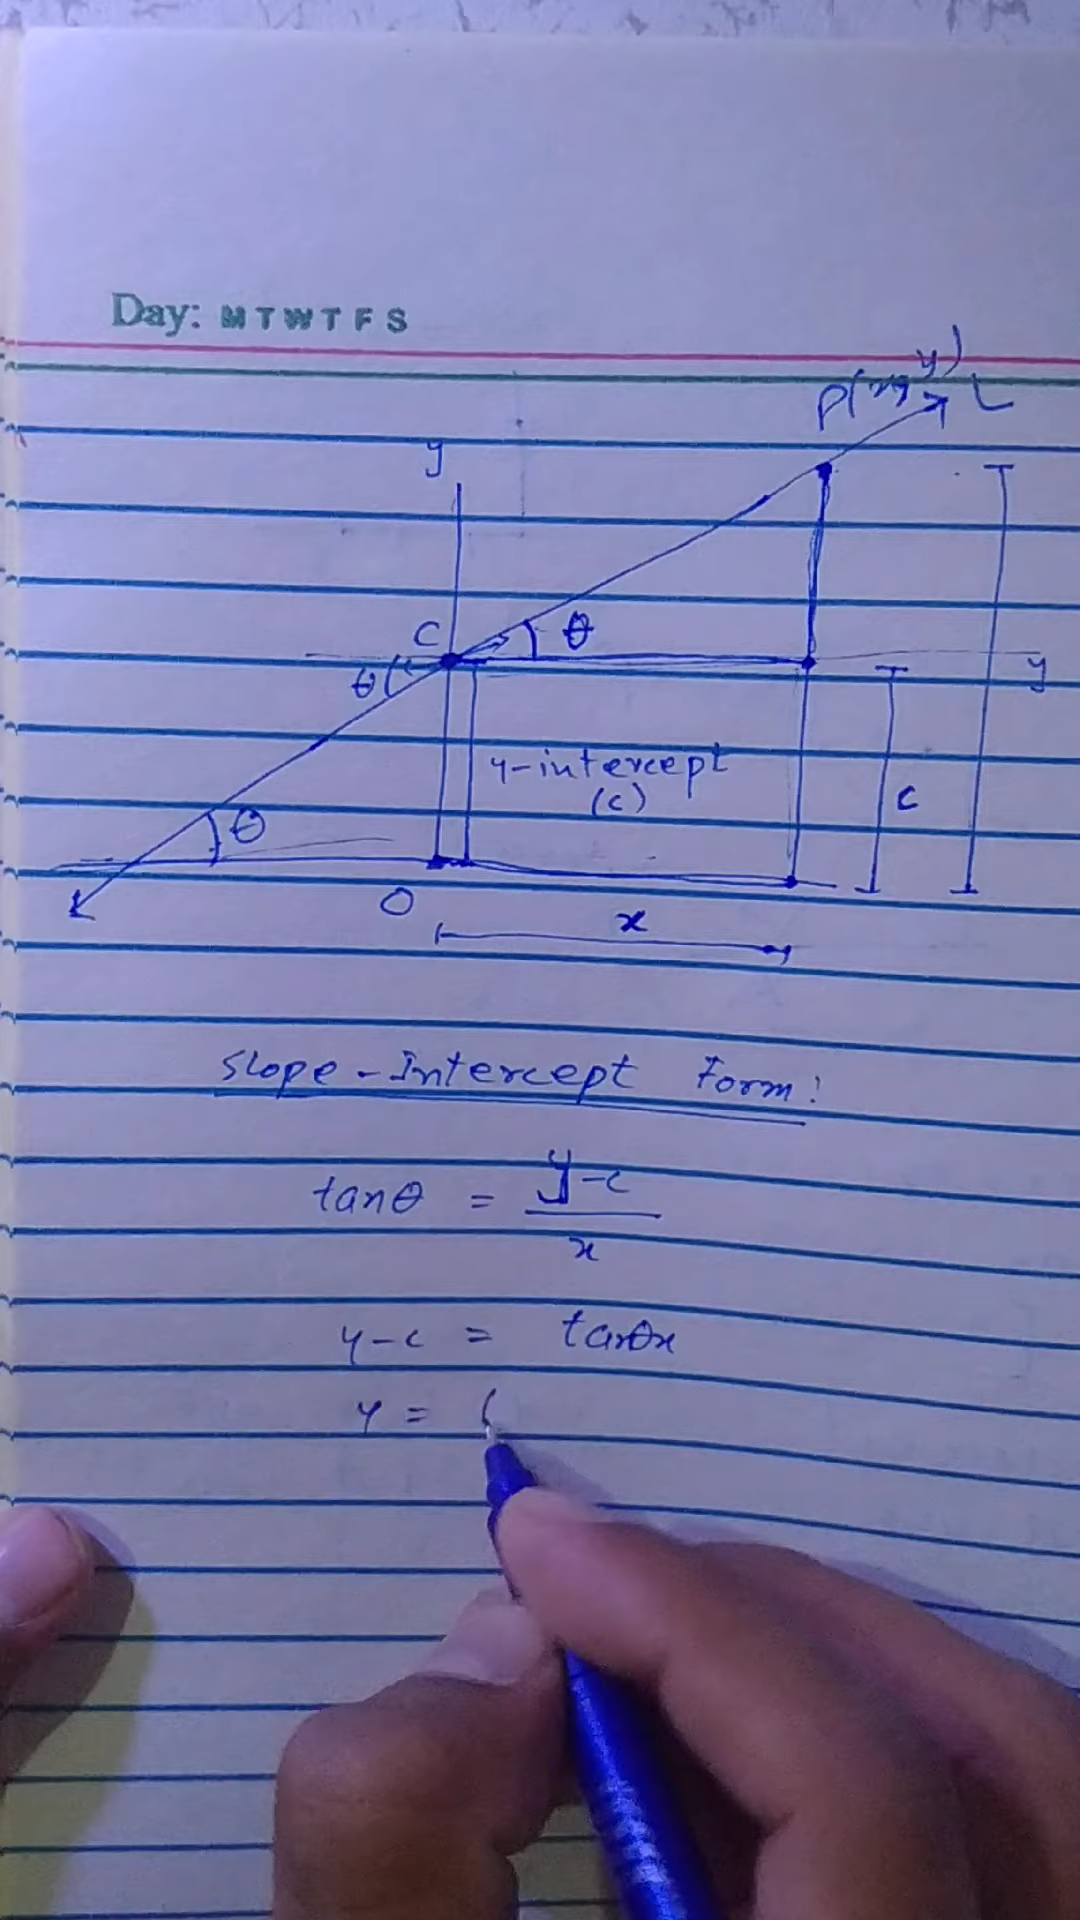 Day: M T W T F S
P(x, y)
L
y
C
θ
θ
y
y-intercept
(c)
c
θ
O
x
Slope-Intercept Form:
tanθ = y-c
x
y-c = tanθx
y = (